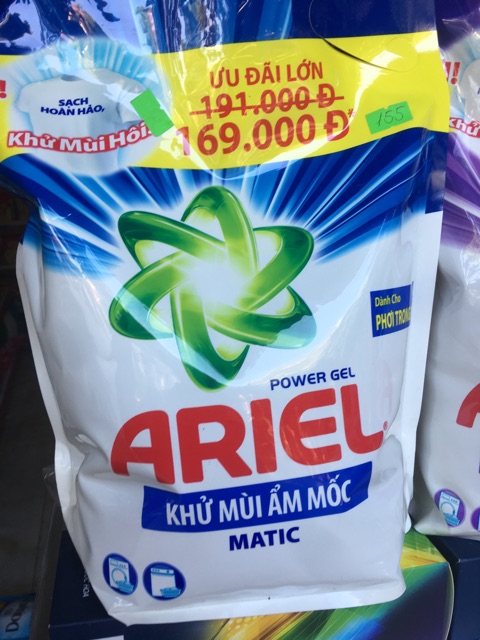 SẠCH
HOÀN HẢO,
Khử Mùi Hôi!
ƯU ĐÃI LỚN
191.000 Đ
169.000 Đ*
155
Dành Cho
PHƠI TRONG
POWER GEL
ARIEL
KHỬ MÙI ẨM MỐC
MATIC